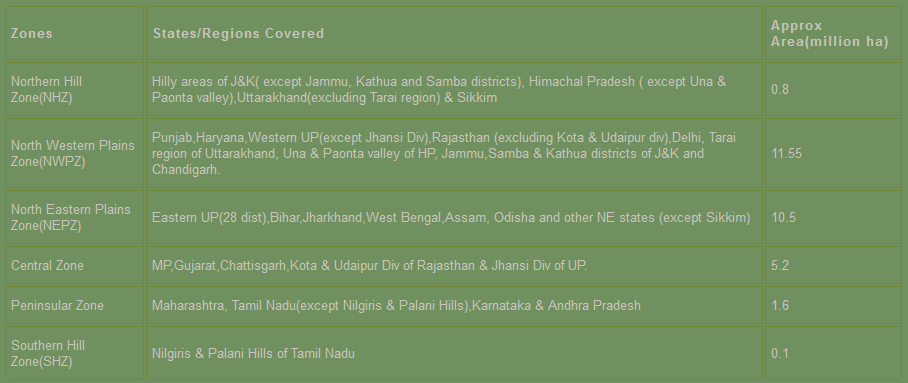 Zones
States/Regions Covered
Approx
Area(million ha)
Northern Hill
Zone(NHZ)
Hilly areas of J&K( except Jammu, Kathua and Samba districts), Himachal Pradesh ( except Una &
Paonta valley),Uttarakhand(excluding Tarai region) & Sikkim
0.8
North Western Plains
Zone(NWPZ)
Punjab,Haryana,Western UP(except Jhansi Div),Rajasthan (excluding Kota & Udaipur div),Delhi, Tarai
region of Uttarakhand, Una & Paonta valley of HP, Jammu,Samba & Kathua districts of J&K and
Chandigarh.
11.55
North Eastern Plains
Zone(NEPZ)
Eastern UP(28 dist),Bihar,Jharkhand,West Bengal,Assam, Odisha and other NE states (except Sikkim)
10.5
Central Zone
MP,Gujarat,Chattisgarh,Kota & Udaipur Div of Rajasthan & Jhansi Div of UP.
5.2
Peninsular Zone
Maharashtra, Tamil Nadu(except Nilgiris & Palani Hills),Karnataka & Andhra Pradesh
1.6
Southern Hill
Zone(SHZ)
Nilgiris & Palani Hills of Tamil Nadu
0.1